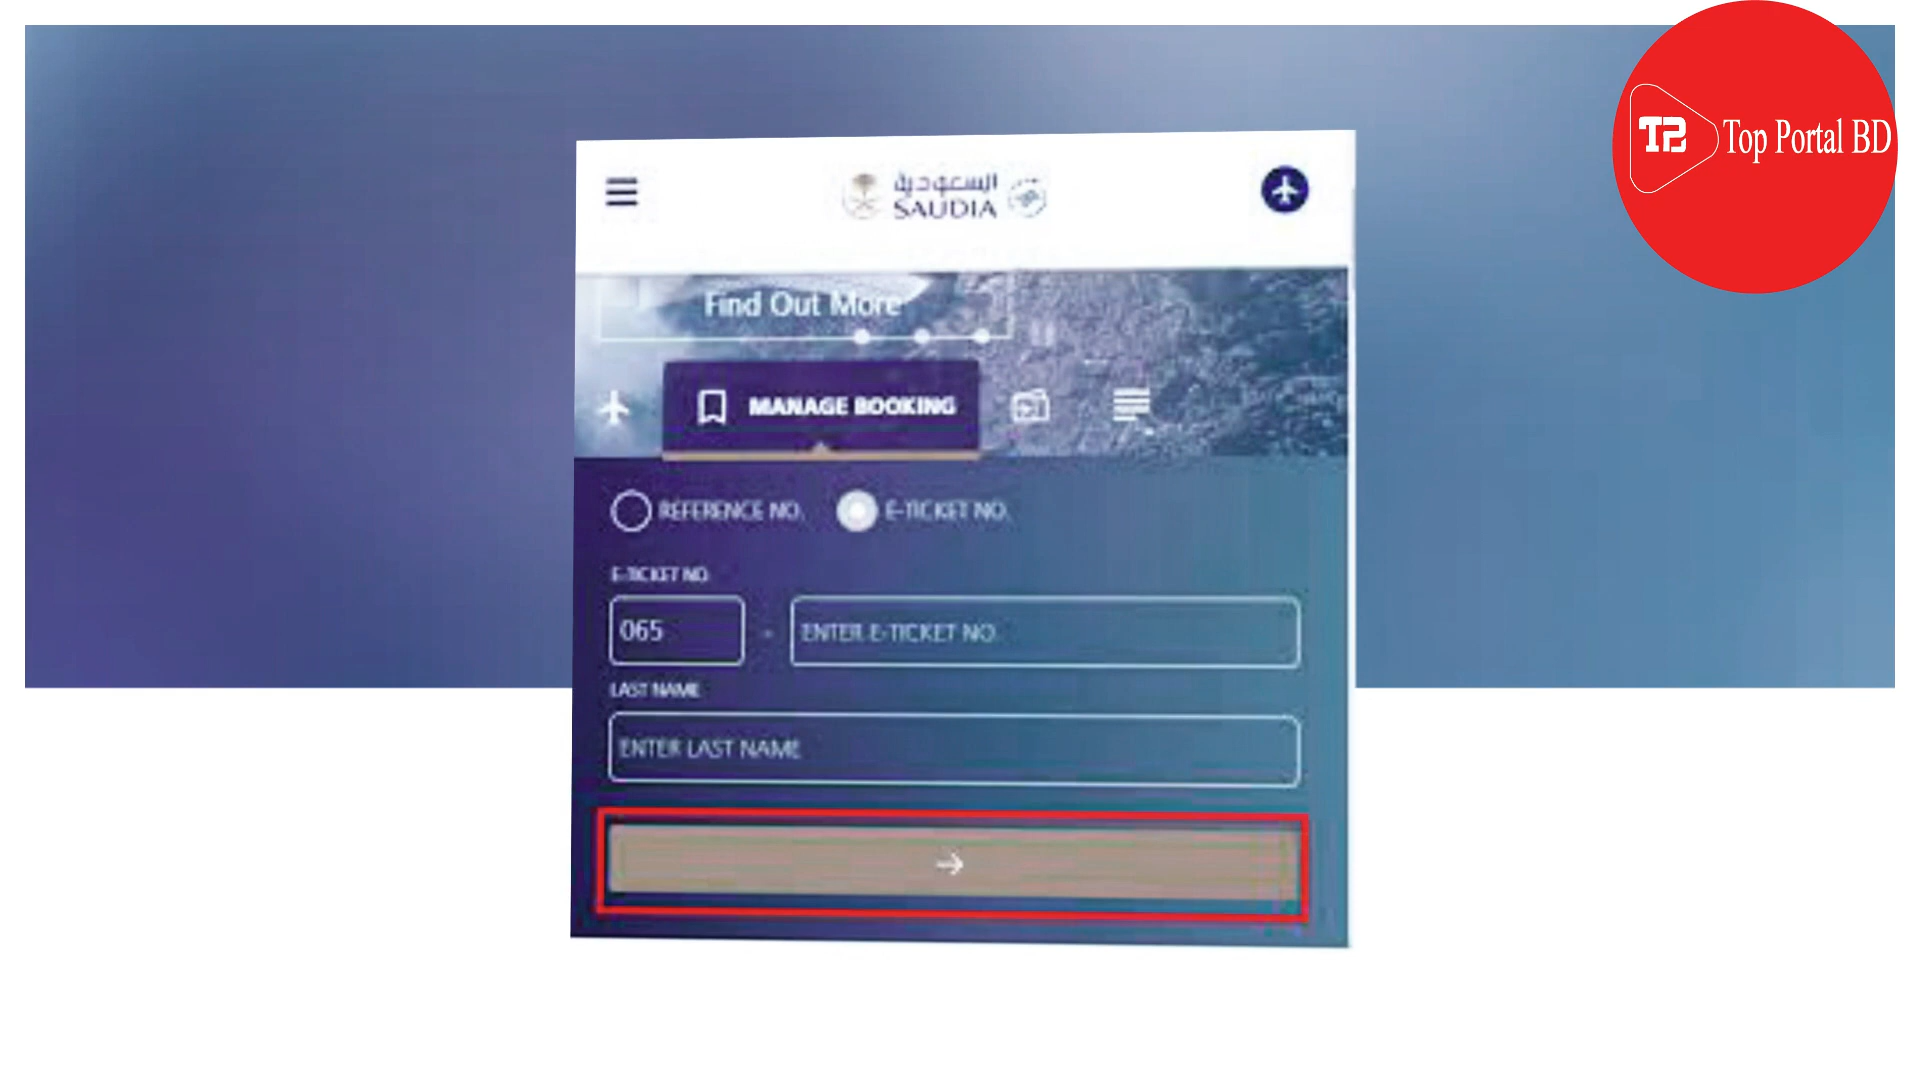 TB Top Portal BD
السعودية
SAUDIA
Find Out More
MANAGE BOOKING
REFERENCE NO. E-TICKET NO.
E-TICKET NO.
065 - ENTER E-TICKET NO.
LAST NAME
ENTER LAST NAME